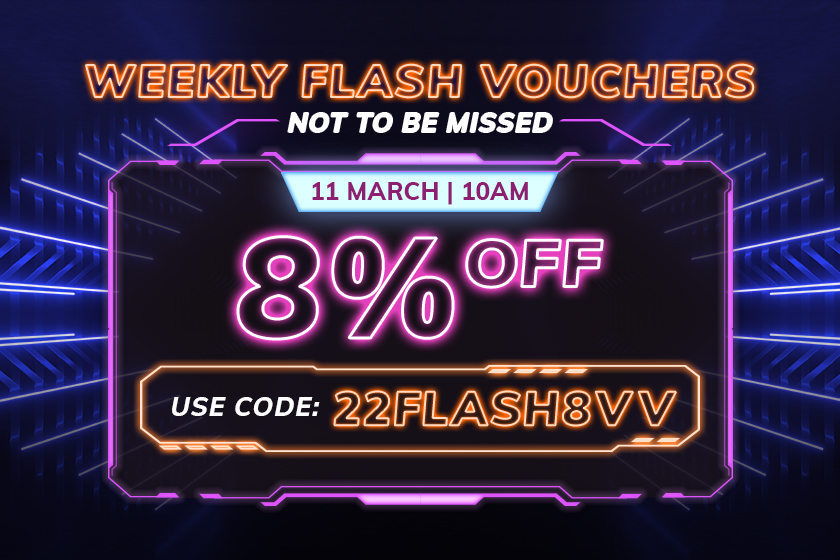 WEEKLY FLASH VOUCHERS
NOT TO BE MISSED
11 MARCH | 10AM
8% OFF
USE CODE: 22FLASH8VV